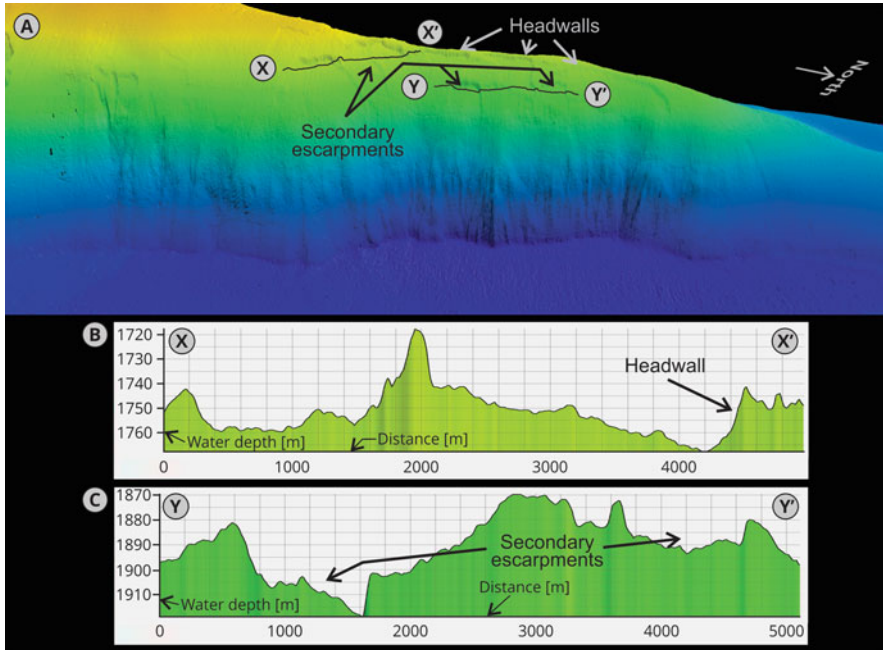 A
X'
Headwalls
X
Y
Y'
North
Secondary
escarpments
B
X
X'
1720
1730
1740
1750
1760
Headwall
Water depth [m]
Distance [m]
0 1000 2000 3000 4000
C
Y
Y'
1870
1880
1890
1900
1910
Secondary
escarpments
Water depth [m]
Distance [m]
0 1000 2000 3000 4000 5000